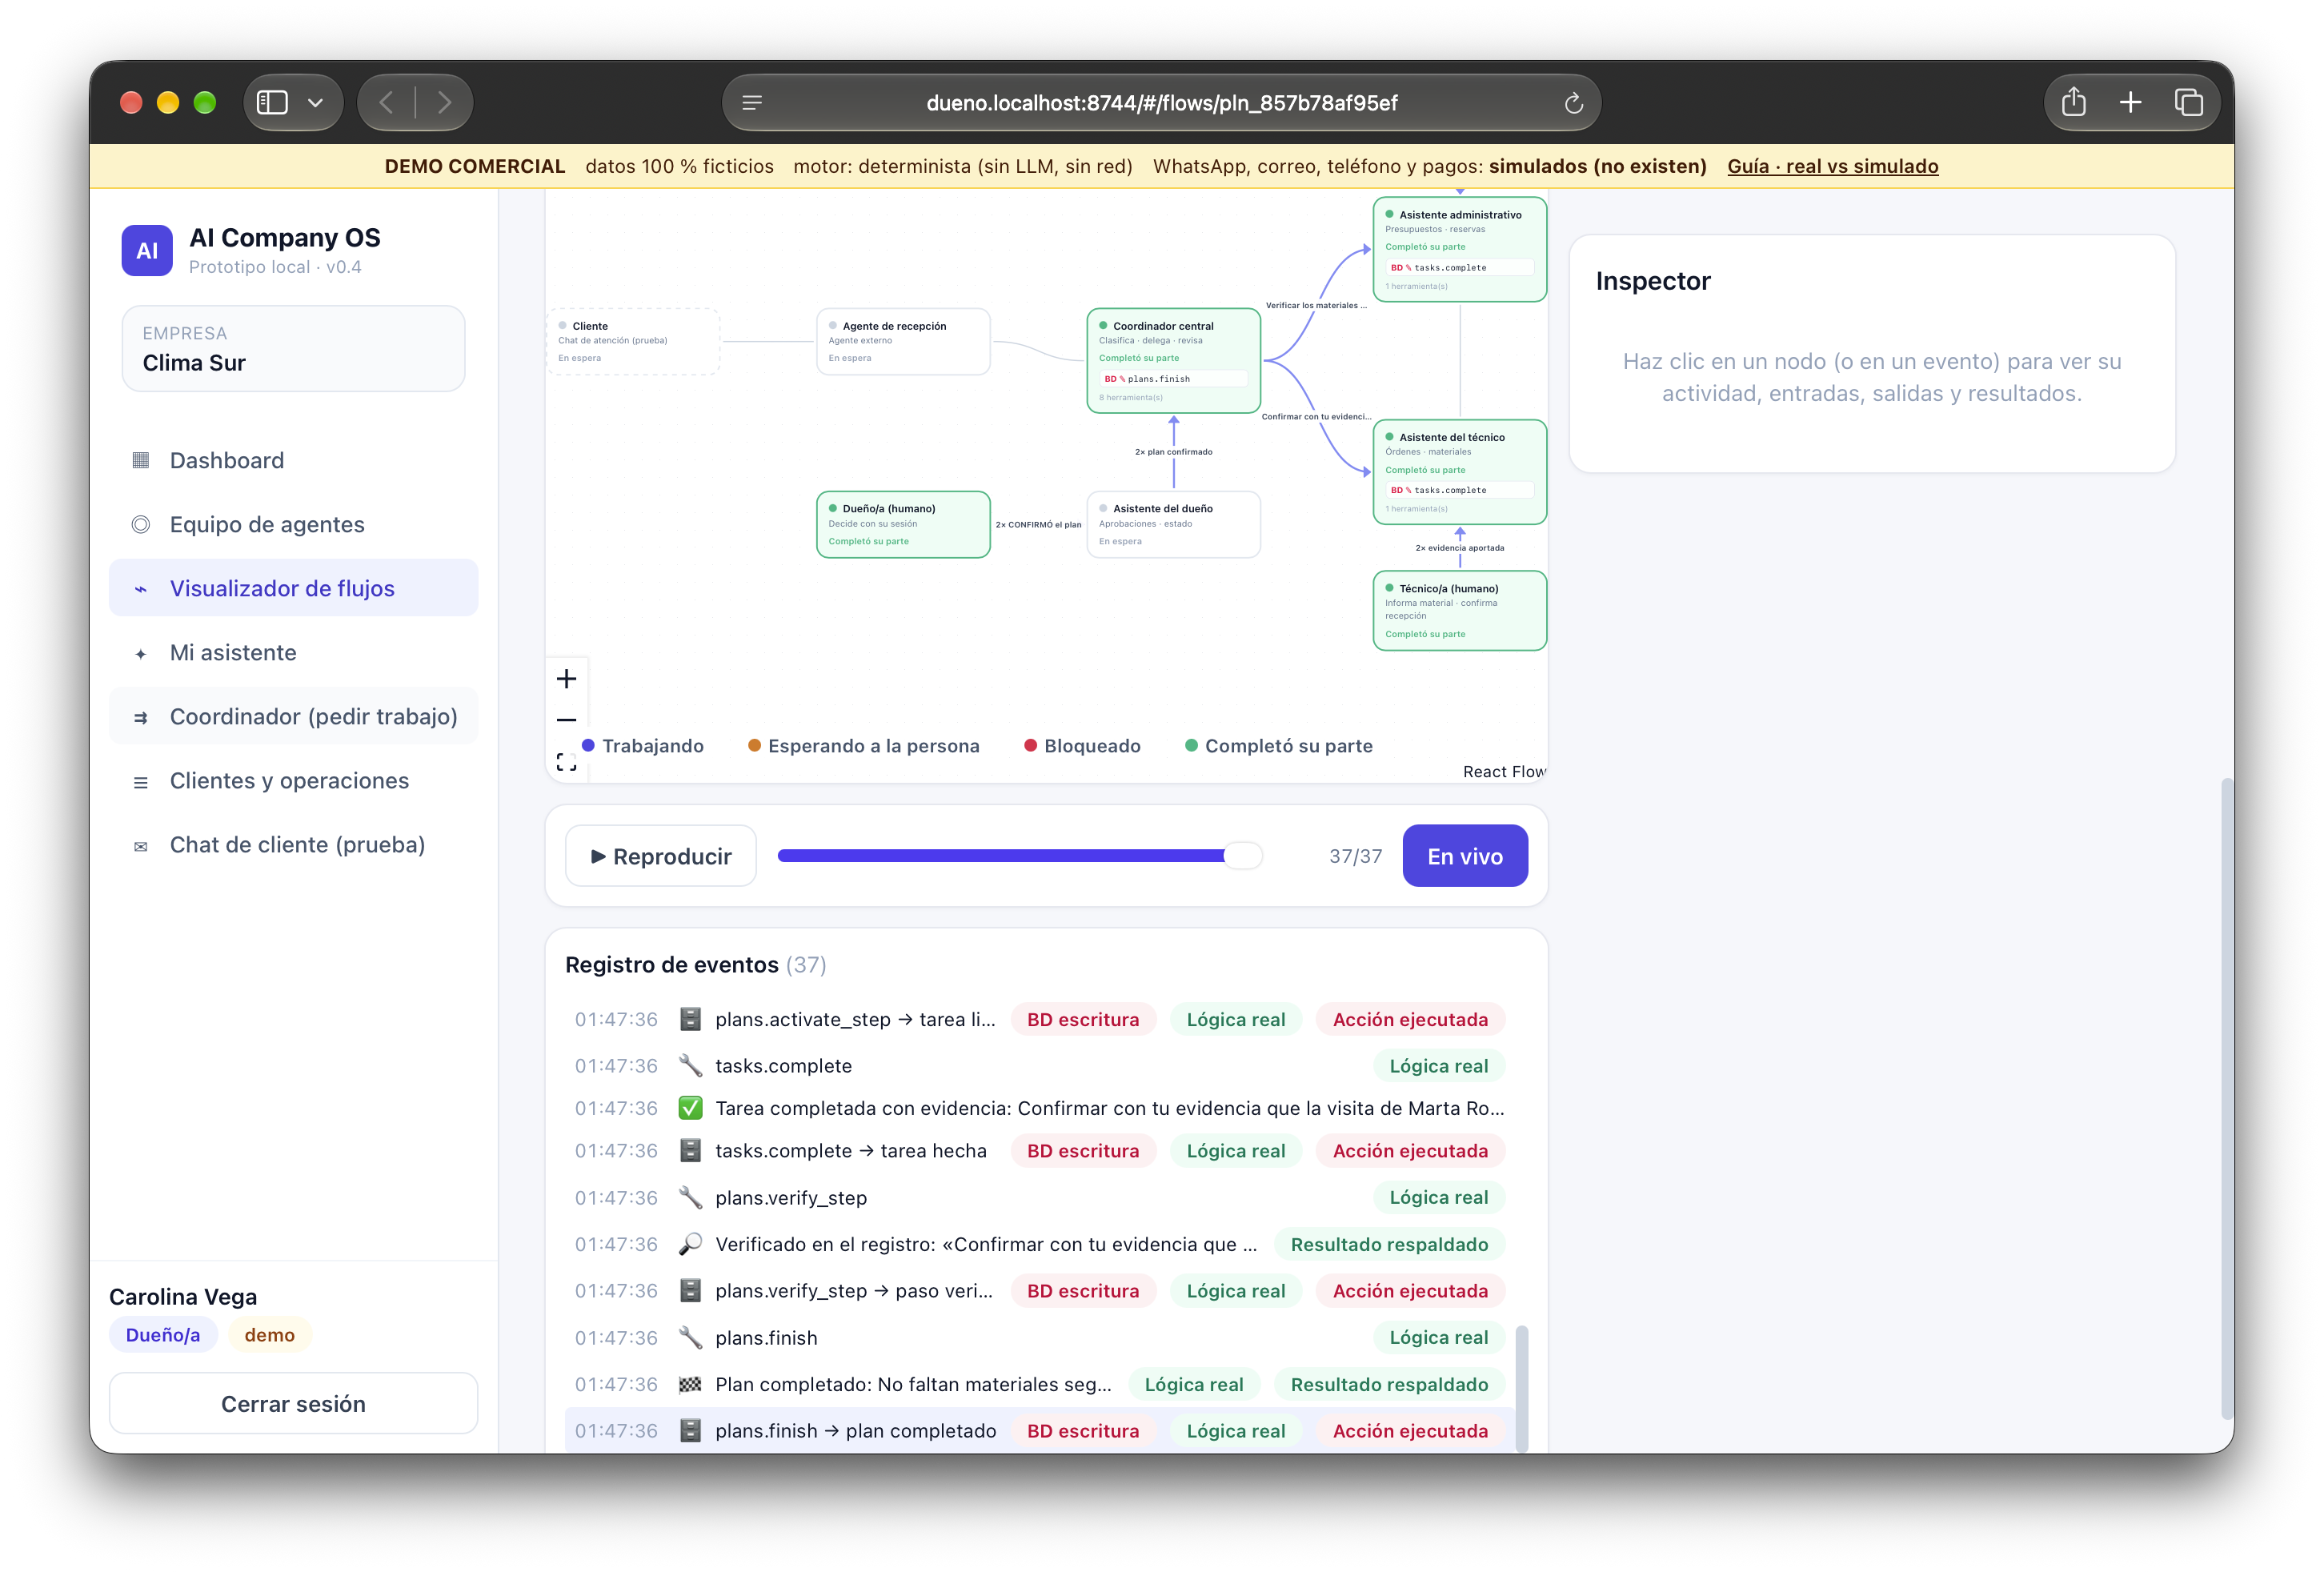 dueno.localhost:8744/#/flows/pln_857b78af95ef
DEMO COMERCIAL datos 100 % ficticios motor: determinista (sin LLM, sin red) WhatsApp, correo, teléfono y pagos: simulados (no existen) Guía · real vs simulado
AI
AI Company OS
Prototipo local · v0.4
EMPRESA
Clima Sur
Dashboard
Equipo de agentes
Visualizador de flujos
Mi asistente
Coordinador (pedir trabajo)
Clientes y operaciones
Chat de cliente (prueba)
Carolina Vega
Dueño/a demo
Cerrar sesión
Cliente
Chat de atención (prueba)
En espera
Agente de recepción
Agente externo
En espera
Coordinador central
Clasifica · delega · revisa
Completó su parte
BD ✎ plans.finish
8 herramienta(s)
Verificar los materiales ...
Confirmar con tu evidenci...
Asistente administrativo
Presupuestos · reservas
Completó su parte
BD ✎ tasks.complete
1 herramienta(s)
2× plan confirmado
Dueño/a (humano)
Decide con su sesión
Completó su parte
2× CONFIRMÓ el plan
Asistente del dueño
Aprobaciones · estado
En espera
Asistente del técnico
Órdenes · materiales
Completó su parte
BD ✎ tasks.complete
1 herramienta(s)
2× evidencia aportada
Técnico/a (humano)
Informa material · confirma
recepción
Completó su parte
Trabajando Esperando a la persona Bloqueado Completó su parte
React Flow
Reproducir 37/37 En vivo
Registro de eventos (37)
01:47:36 plans.activate_step → tarea li... BD escritura Lógica real Acción ejecutada
01:47:36 tasks.complete Lógica real
01:47:36 Tarea completada con evidencia: Confirmar con tu evidencia que la visita de Marta Ro...
01:47:36 tasks.complete → tarea hecha BD escritura Lógica real Acción ejecutada
01:47:36 plans.verify_step Lógica real
01:47:36 Verificado en el registro: «Confirmar con tu evidencia que ... Resultado respaldado
01:47:36 plans.verify_step → paso veri... BD escritura Lógica real Acción ejecutada
01:47:36 plans.finish Lógica real
01:47:36 Plan completado: No faltan materiales seg... Lógica real Resultado respaldado
01:47:36 plans.finish → plan completado BD escritura Lógica real Acción ejecutada
Inspector
Haz clic en un nodo (o en un evento) para ver su
actividad, entradas, salidas y resultados.